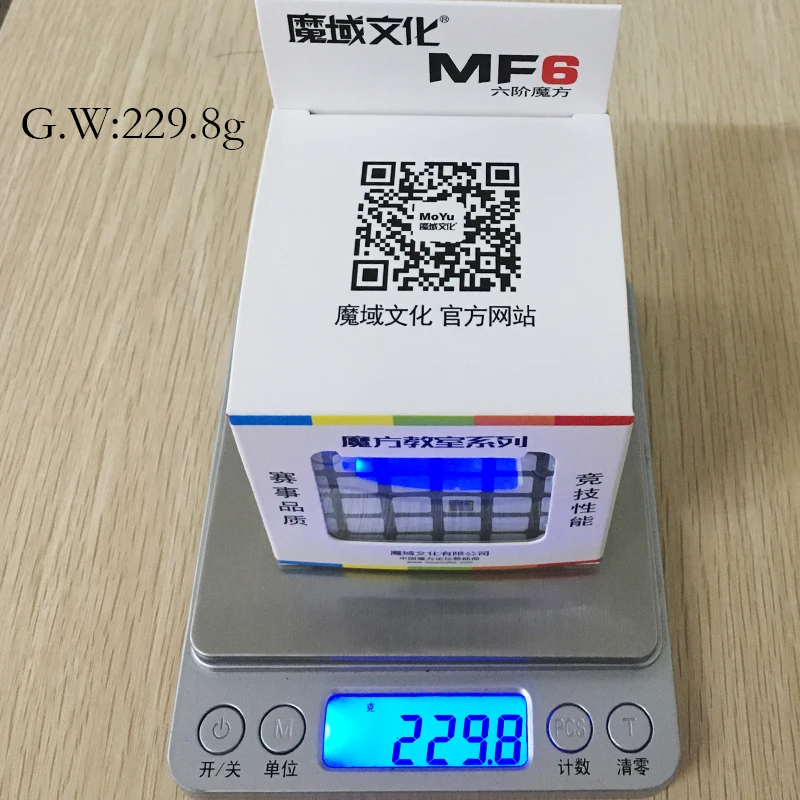 魔域文化®
MF6
六阶魔方
G.W:229.8g
MoYu
魔域文化
魔域文化 官方网站
魔方教室系列
赛事品质
竞技性能
魔域文化有限公司
克
229.8
M
PCS
T
开/关
单位
计数
清零